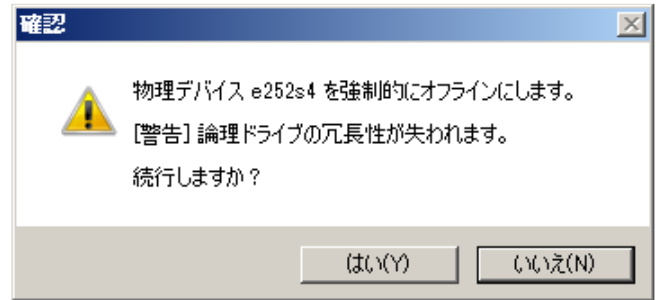 確認
物理デバイス e252s4 を強制的にオフラインにします。
[警告] 論理ドライブの冗長性が失われます。
続行しますか？
はい(Y)
いいえ(N)